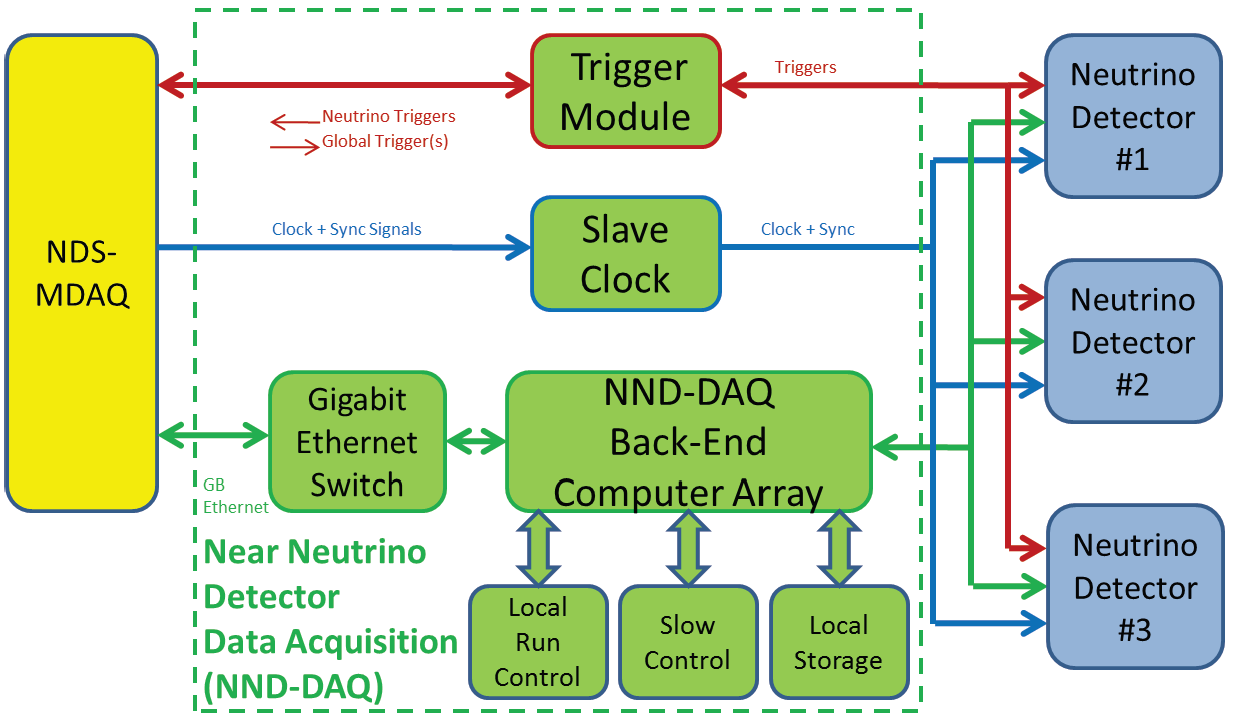 NDS-
MDAQ
Trigger
Module
Triggers
Neutrino Triggers
Global Trigger(s)
Clock + Sync Signals
Slave
Clock
Clock + Sync
Gigabit
Ethernet
Switch
GB
Ethernet
NND-DAQ
Back-End
Computer Array
Near Neutrino
Detector
Data Acquisition
(NND-DAQ)
Local
Run
Control
Slow
Control
Local
Storage
Neutrino
Detector
#1
Neutrino
Detector
#2
Neutrino
Detector
#3